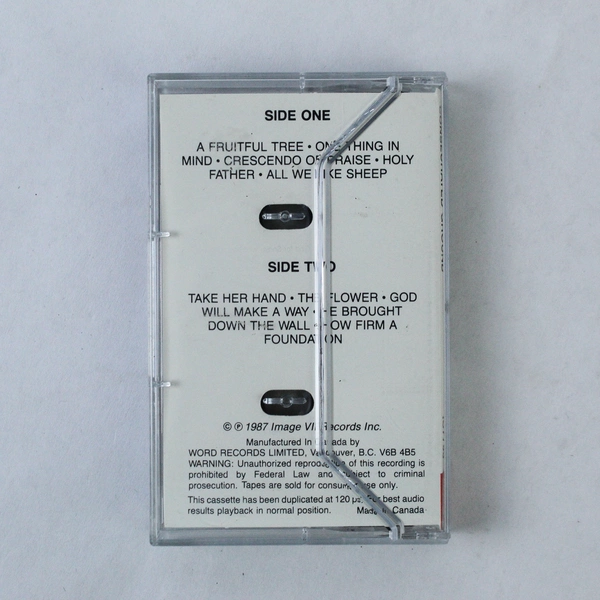 SIDE ONE
A FRUITFUL TREE • ONE THING IN
MIND • CRESCENDO OF PRAISE • HOLY
FATHER • ALL WE LIKE SHEEP
SIDE TWO
TAKE HER HAND • THE FLOWER • GOD
WILL MAKE A WAY • HE BROUGHT
DOWN THE WALL • HOW FIRM A
FOUNDATION
© ℗ 1987 Image Records Inc.
Manufactured In Canada by
WORD RECORDS LIMITED, Vancouver, B.C. V6B 4B5
WARNING: Unauthorized reproducing of this recording is
prohibited by Federal Law and subject to criminal
prosecution. Tapes are sold for consumer use only.
This cassette has been duplicated at 120 For best audio
results playback in normal position. Made in Canada